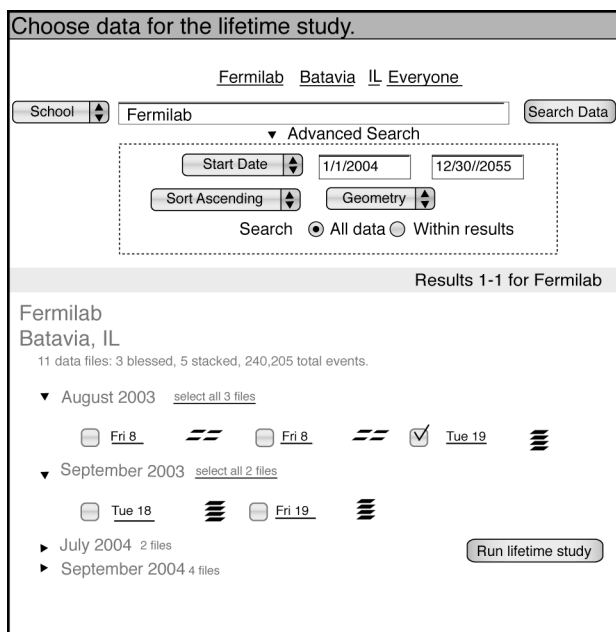 Choose data for the lifetime study.
Fermilab Batavia IL Everyone
School Fermilab Search Data
Advanced Search
Start Date 1/1/2004 12/30//2055
Sort Ascending Geometry
Search All data Within results
Results 1-1 for Fermilab
Fermilab
Batavia, IL
11 data files: 3 blessed, 5 stacked, 240,205 total events.
August 2003 select all 3 files
Fri 8 Fri 8 Tue 19
September 2003 select all 2 files
Tue 18 Fri 19
July 2004 2 files
Run lifetime study
September 2004 4 files